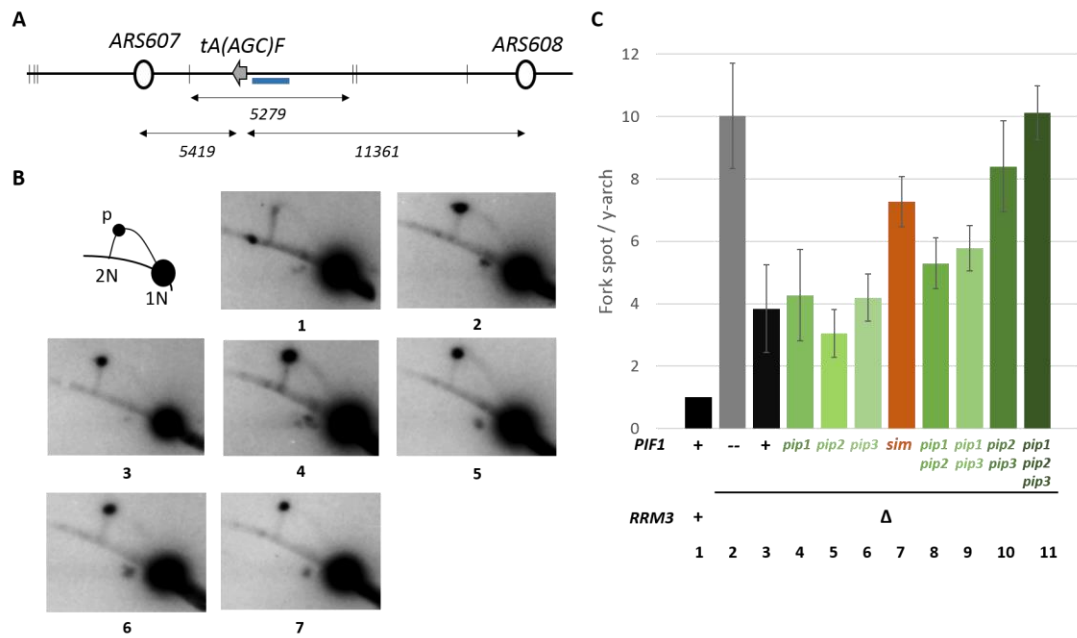 A
ARS607 tA(AGC)F ARS608
5279
5419 11361
B
p
2N
1N
1 2
3 4 5
6 7
C
Fork spot / y-arch
12
10
8
6
4
2
0
PIF1 + -- + pip1 pip2 pip3 sim pip1 pip1 pip2 pip1
pip2 pip3 pip3 pip2
pip3
RRM3 + Δ
1 2 3 4 5 6 7 8 9 10 11